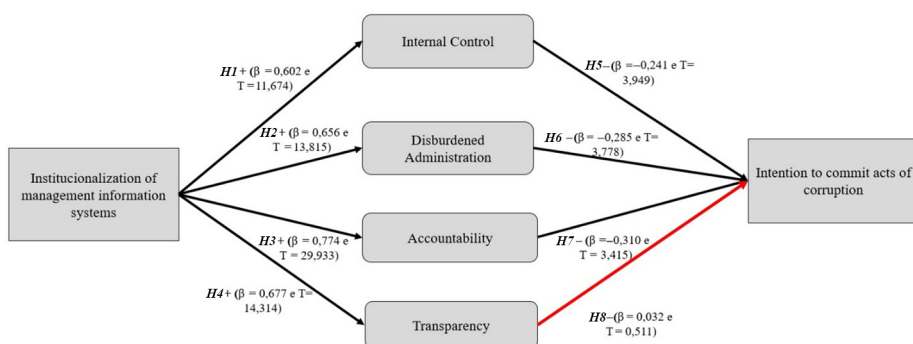 Internal Control
H1+ (β = 0,602 e
T =11,674)
H5–(β =–0,241 e T=
3,949)
H2+ (β = 0,656 e
T = 13,815)
Disburdened
Administration
H6 –(β = –0,285 e T=
3,778)
Institucionalization of
management information
systems
Intention to commit acts of
corruption
Accountability
H3+ (β = 0,774 e
T = 29,933)
H7–(β =–0,310 e
T = 3,415)
H4+ (β = 0,677 e T=
14,314)
Transparency
H8–(β = 0,032 e
T = 0,511)